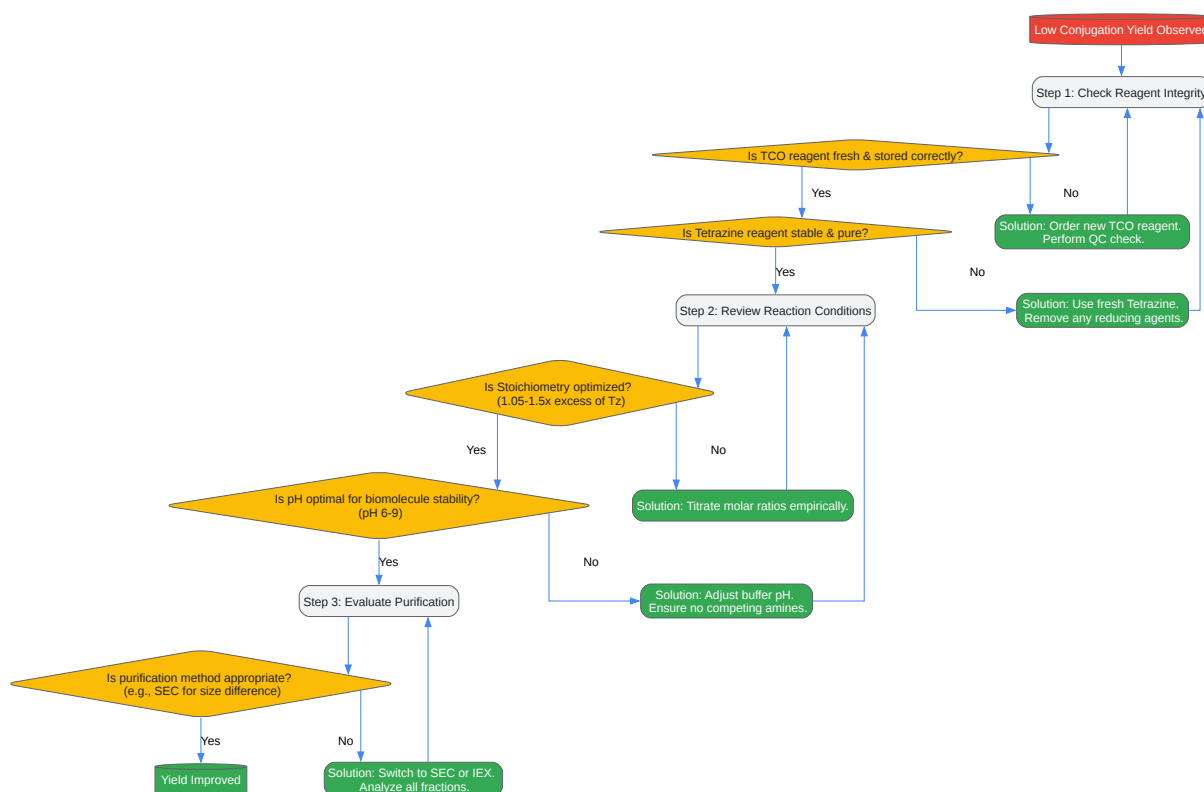 Low Conjugation Yield Observed
Step 1: Check Reagent Integrity
Is TCO reagent fresh & stored correctly?
Yes
No
Solution: Order new TCO reagent.
Perform QC check.
Is Tetrazine reagent stable & pure?
Yes
No
Solution: Use fresh Tetrazine.
Remove any reducing agents.
Step 2: Review Reaction Conditions
Is Stoichiometry optimized?
(1.05-1.5x excess of Tz)
Yes
No
Solution: Titrate molar ratios empirically.
Is pH optimal for biomolecule stability?
(pH 6-9)
Yes
No
Solution: Adjust buffer pH.
Ensure no competing amines.
Step 3: Evaluate Purification
Is purification method appropriate?
(e.g., SEC for size difference)
Yes
No
Yield Improved
Solution: Switch to SEC or IEX.
Analyze all fractions.